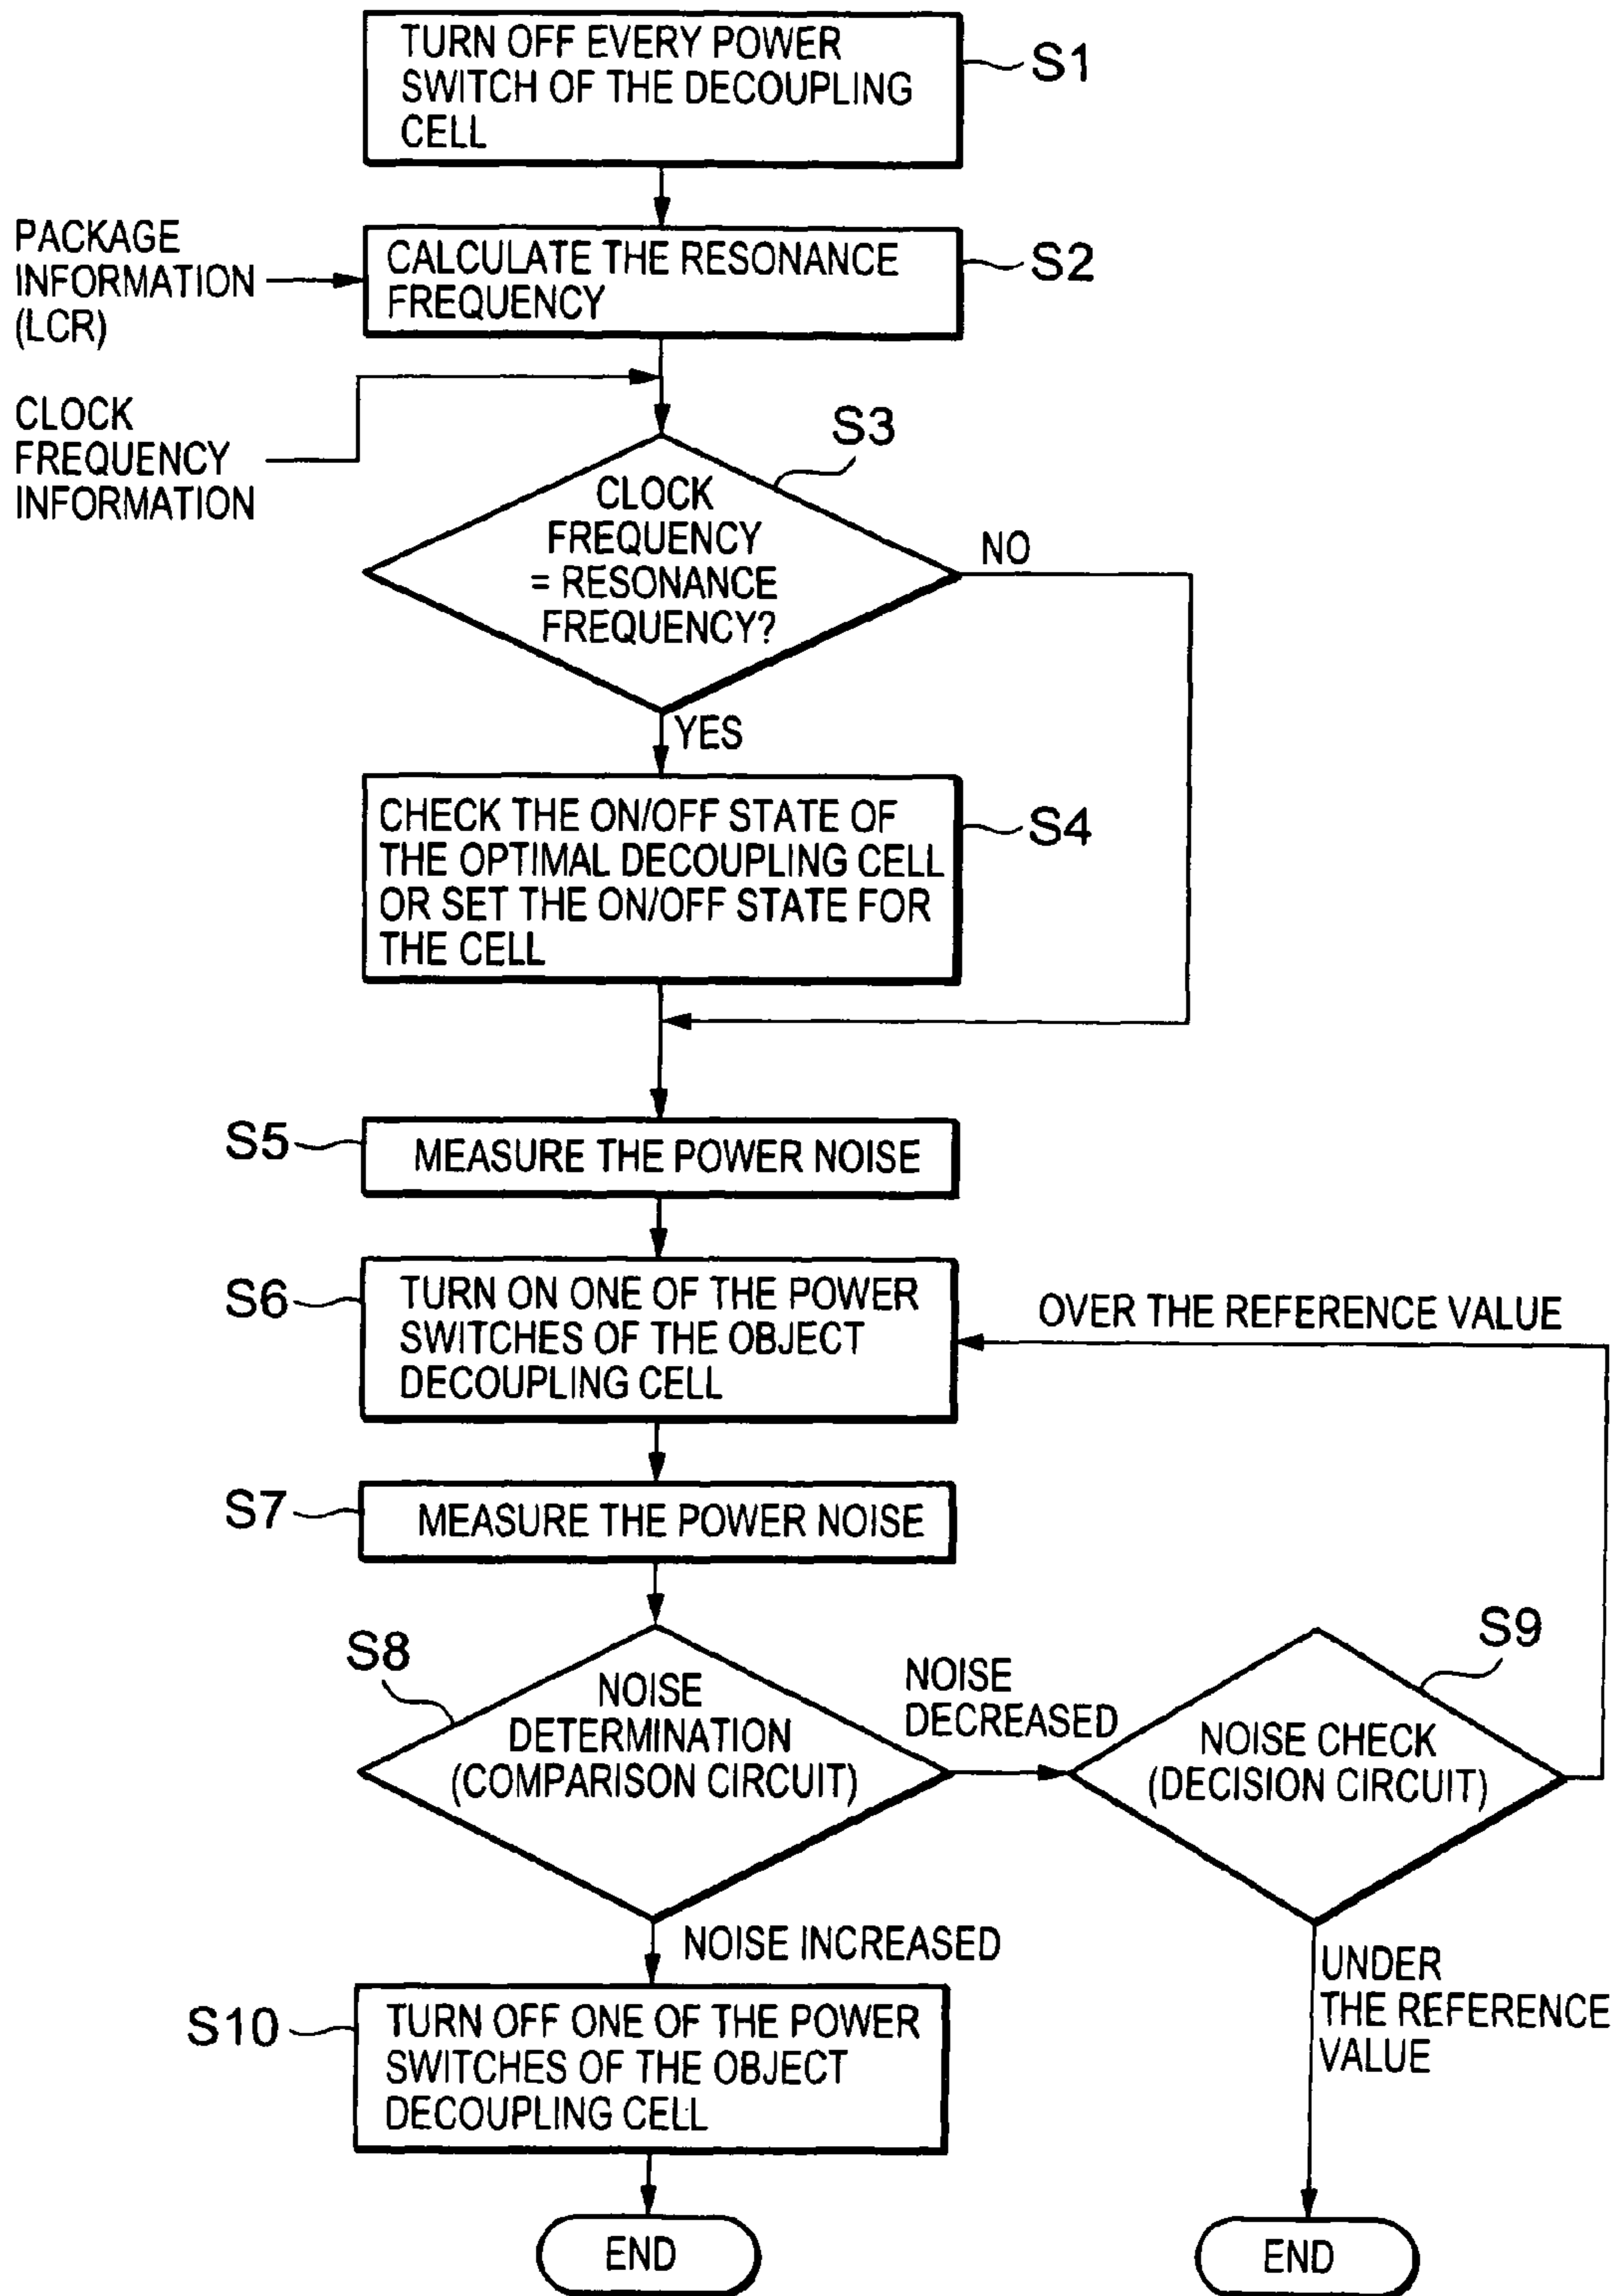 TURN OFF EVERY POWER
SWITCH OF THE DECOUPLING
CELL
S1
PACKAGE
INFORMATION
(LCR)
CALCULATE THE RESONANCE
FREQUENCY
S2
CLOCK
FREQUENCY
INFORMATION
S3
CLOCK
FREQUENCY
= RESONANCE
FREQUENCY?
NO
YES
CHECK THE ON/OFF STATE OF
THE OPTIMAL DECOUPLING CELL
OR SET THE ON/OFF STATE FOR
THE CELL
S4
S5
MEASURE THE POWER NOISE
S6
TURN ON ONE OF THE POWER
SWITCHES OF THE OBJECT
DECOUPLING CELL
OVER THE REFERENCE VALUE
S7
MEASURE THE POWER NOISE
S8
NOISE
DETERMINATION
(COMPARISON CIRCUIT)
NOISE
DECREASED
S9
NOISE CHECK
(DECISION CIRCUIT)
NOISE INCREASED
UNDER
THE REFERENCE
VALUE
S10
TURN OFF ONE OF THE POWER
SWITCHES OF THE OBJECT
DECOUPLING CELL
END
END